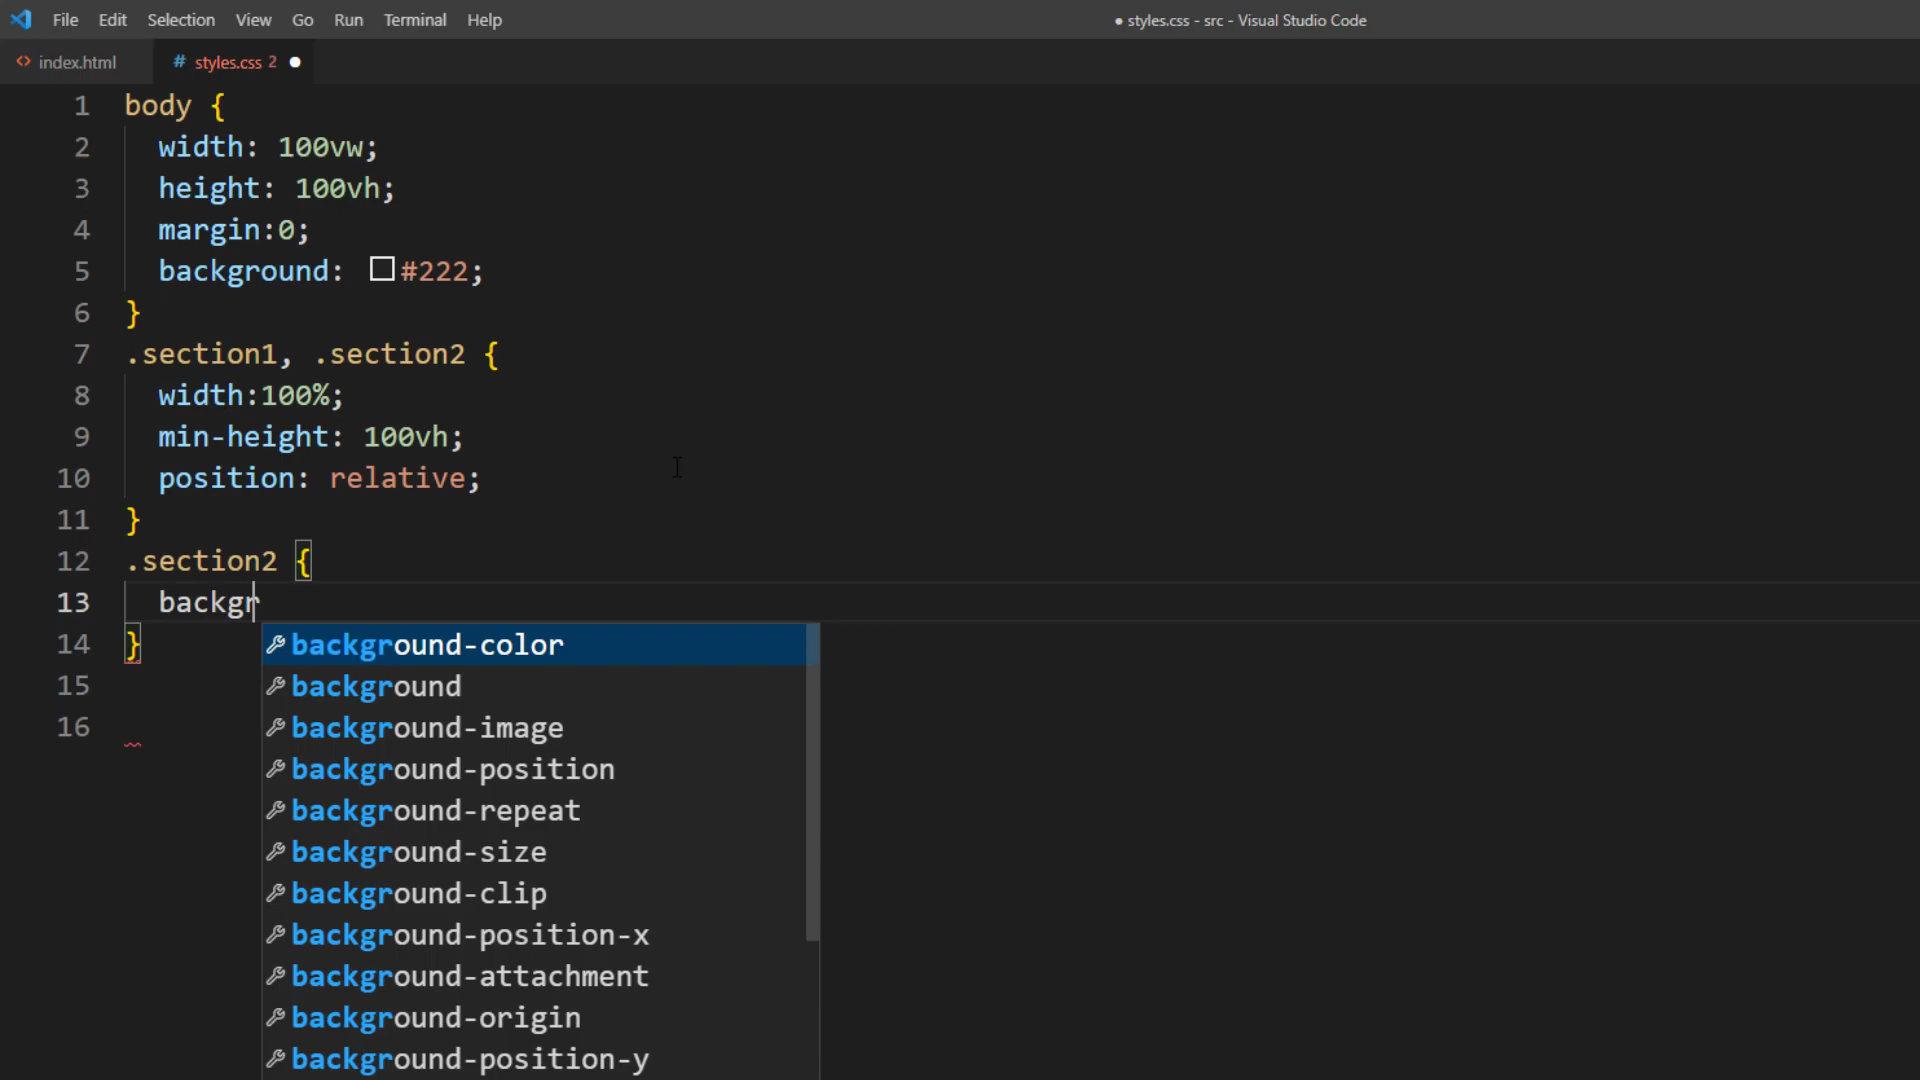 File Edit Selection View Go Run Terminal Help ● styles.css - src - Visual Studio Code
<> index.html # styles.css 2 ●
1 body {
2 width: 100vw;
3 height: 100vh;
4 margin:0;
5 background: #222;
6 }
7 .section1, .section2 {
8 width:100%;
9 min-height: 100vh;
10 position: relative;
11 }
12 .section2 {
13 backgr
14 }
background-color
15
background
16
background-image
background-position
background-repeat
background-size
background-clip
background-position-x
background-attachment
background-origin
background-position-y